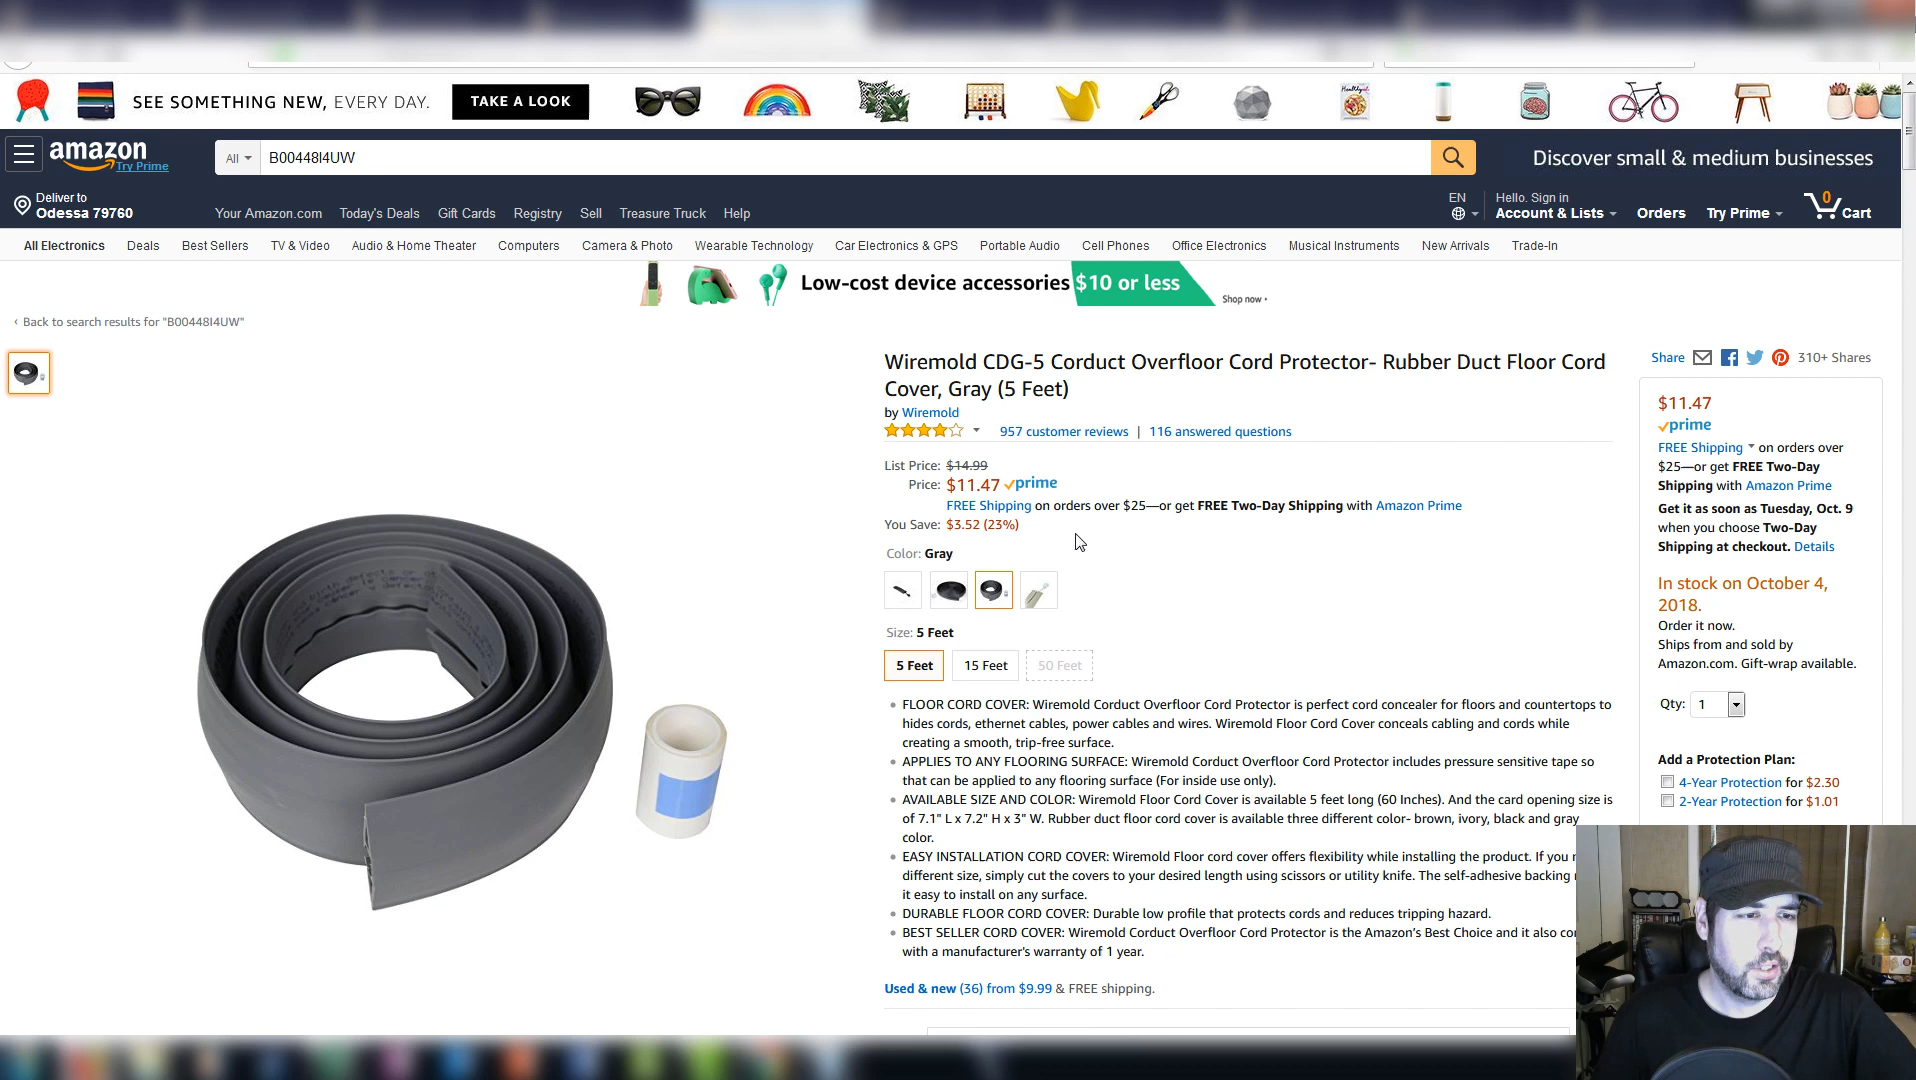 SEE SOMETHING NEW, EVERY DAY. TAKE A LOOK
amazon
Try Prime
All
B00448I4UW
Discover small & medium businesses
Deliver to
Odessa 79760
Your Amazon.com Today's Deals Gift Cards Registry Sell Treasure Truck Help
EN
Hello. Sign in
Account & Lists
Orders
Try Prime
0
Cart
All Electronics Deals Best Sellers TV & Video Audio & Home Theater Computers Camera & Photo Wearable Technology Car Electronics & GPS Portable Audio Cell Phones Office Electronics Musical Instruments New Arrivals Trade-In
Low-cost device accessories $10 or less
Shop now ›
‹ Back to search results for "B00448I4UW"
Wiremold CDG-5 Corduct Overfloor Cord Protector- Rubber Duct Floor Cord
Cover, Gray (5 Feet)
by Wiremold
957 customer reviews | 116 answered questions
List Price: $14.99
Price: $11.47 prime
FREE Shipping on orders over $25—or get FREE Two-Day Shipping with Amazon Prime
You Save: $3.52 (23%)
Color: Gray
Size: 5 Feet
5 Feet 15 Feet 50 Feet
FLOOR CORD COVER: Wiremold Corduct Overfloor Cord Protector is perfect cord concealer for floors and countertops to
hides cords, ethernet cables, power cables and wires. Wiremold Floor Cord Cover conceals cabling and cords while
creating a smooth, trip-free surface.
APPLIES TO ANY FLOORING SURFACE: Wiremold Corduct Overfloor Cord Protector includes pressure sensitive tape so
that can be applied to any flooring surface (For inside use only).
AVAILABLE SIZE AND COLOR: Wiremold Floor Cord Cover is available 5 feet long (60 Inches). And the card opening size is
of 7.1" L x 7.2" H x 3" W. Rubber duct floor cord cover is available three different color- brown, ivory, black and gray
color.
EASY INSTALLATION CORD COVER: Wiremold Floor cord cover offers flexibility while installing the product. If you
different size, simply cut the covers to your desired length using scissors or utility knife. The self-adhesive backing
it easy to install on any surface.
DURABLE FLOOR CORD COVER: Durable low profile that protects cords and reduces tripping hazard.
BEST SELLER CORD COVER: Wiremold Corduct Overfloor Cord Protector is the Amazon's Best Choice and it also
with a manufacturer's warranty of 1 year.
Used & new (36) from $9.99 & FREE shipping.
Share 310+ Shares
$11.47
prime
FREE Shipping on orders over
$25—or get FREE Two-Day
Shipping with Amazon Prime
Get it as soon as Tuesday, Oct. 9
when you choose Two-Day
Shipping at checkout. Details
In stock on October 4,
2018.
Order it now.
Ships from and sold by
Amazon.com. Gift-wrap available.
Qty: 1
Add a Protection Plan:
4-Year Protection for $2.30
2-Year Protection for $1.01